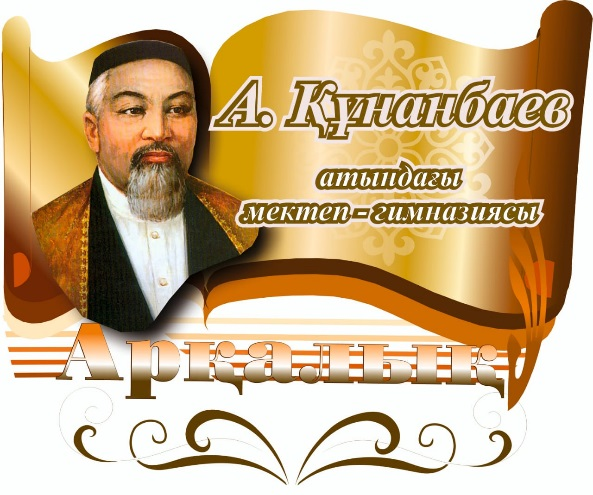 А. Құнанбаев
атындағы
мектеп - гимназиясы
Арқалық